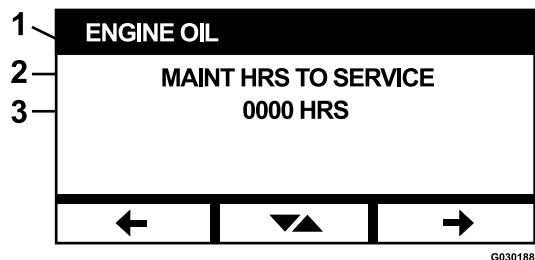 1 ENGINE OIL
2 MAINT HRS TO SERVICE
3 0000 HRS
G030188